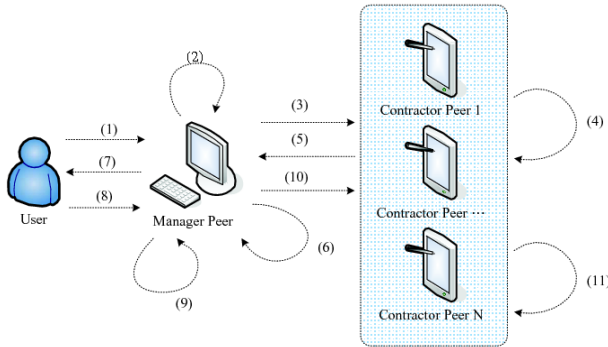 (2)
(3)
Contractor Peer 1
(1)
(5)
(4)
(7)
(10)
(8)
User
Manager Peer
Contractor Peer ⋯
(6)
(9)
(11)
Contractor Peer N